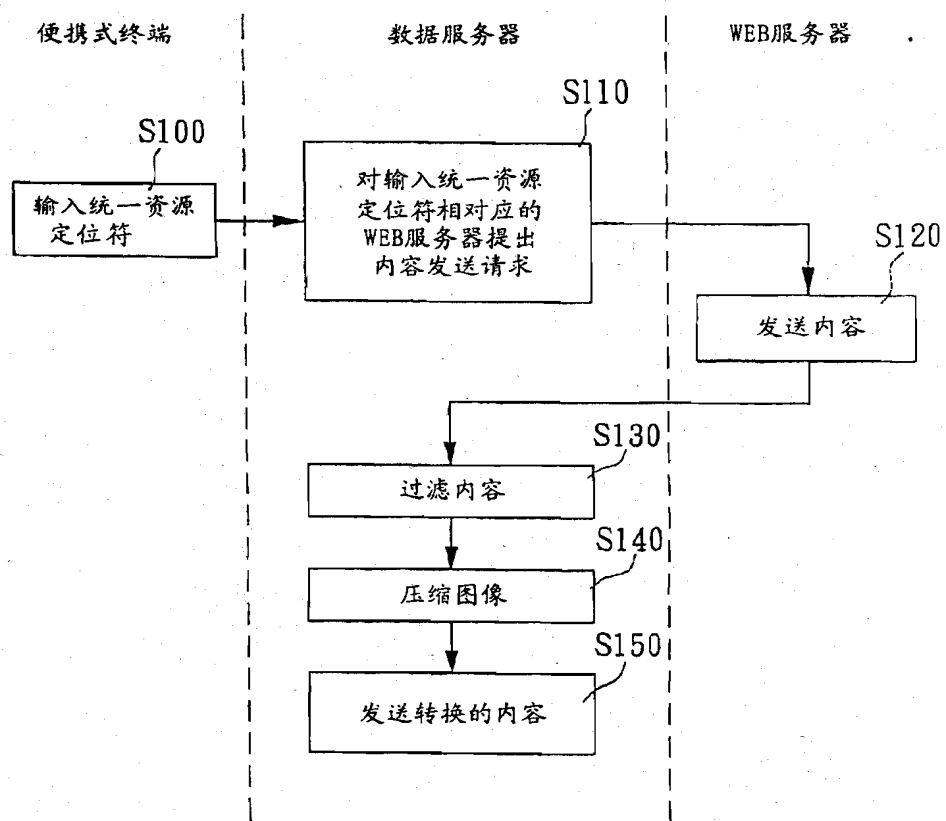 便携式终端
数据服务器
WEB服务器
S100
输入统一资源
定位符
S110
对输入统一资源
定位符相对应的
WEB服务器提出
内容发送请求
S120
发送内容
S130
过滤内容
S140
压缩图像
S150
发送转换的内容